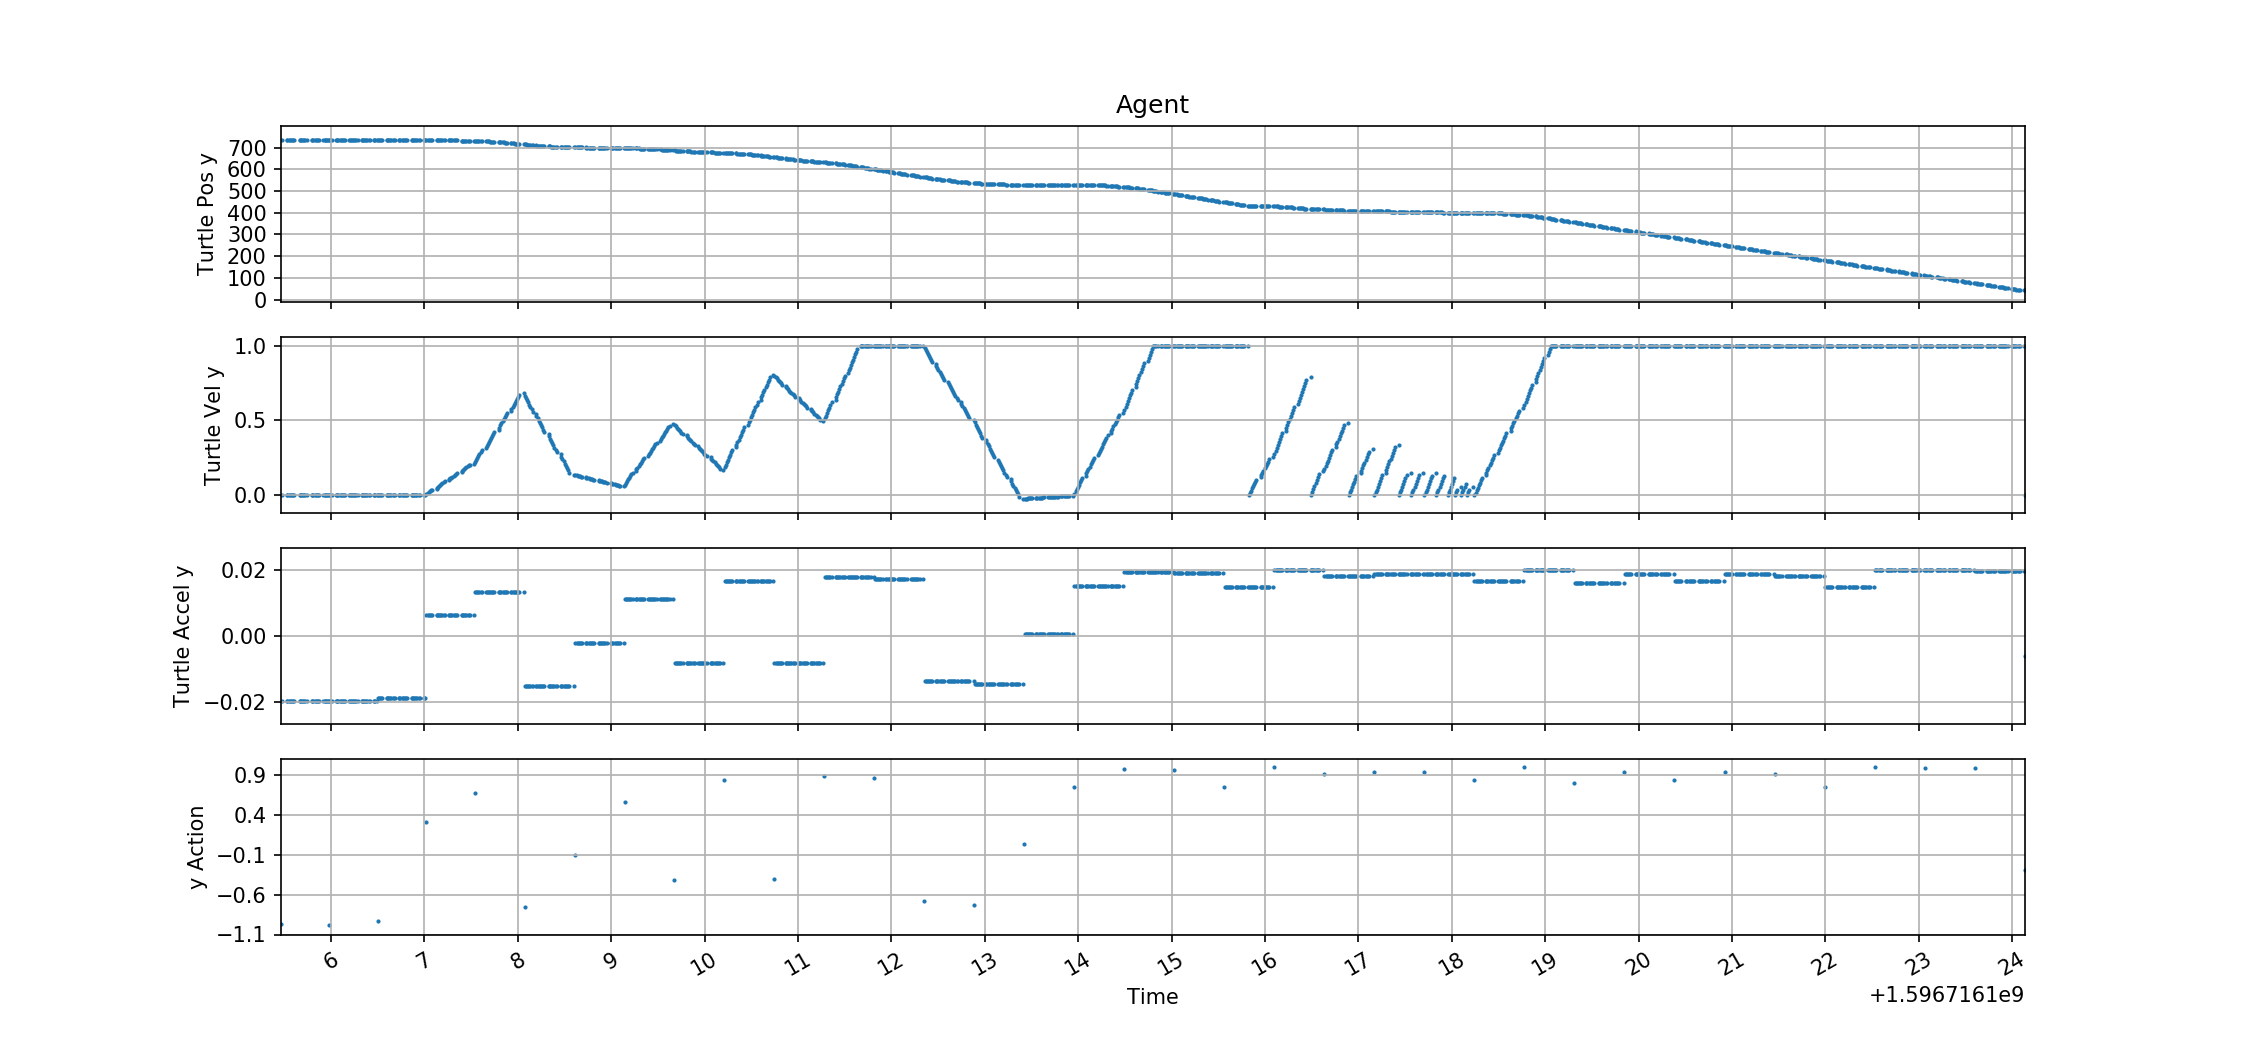 Agent
Turtle Pos y
700
600
500
400
300
200
100
0
Turtle Vel y
1.0
0.5
0.0
Turtle Accel y
0.02
0.00
−0.02
y Action
0.9
0.4
−0.1
−0.6
−1.1
6 7 8 9 10 11 12 13 14 15 16 17 18 19 20 21 22 23 24
Time
+1.5967161e9